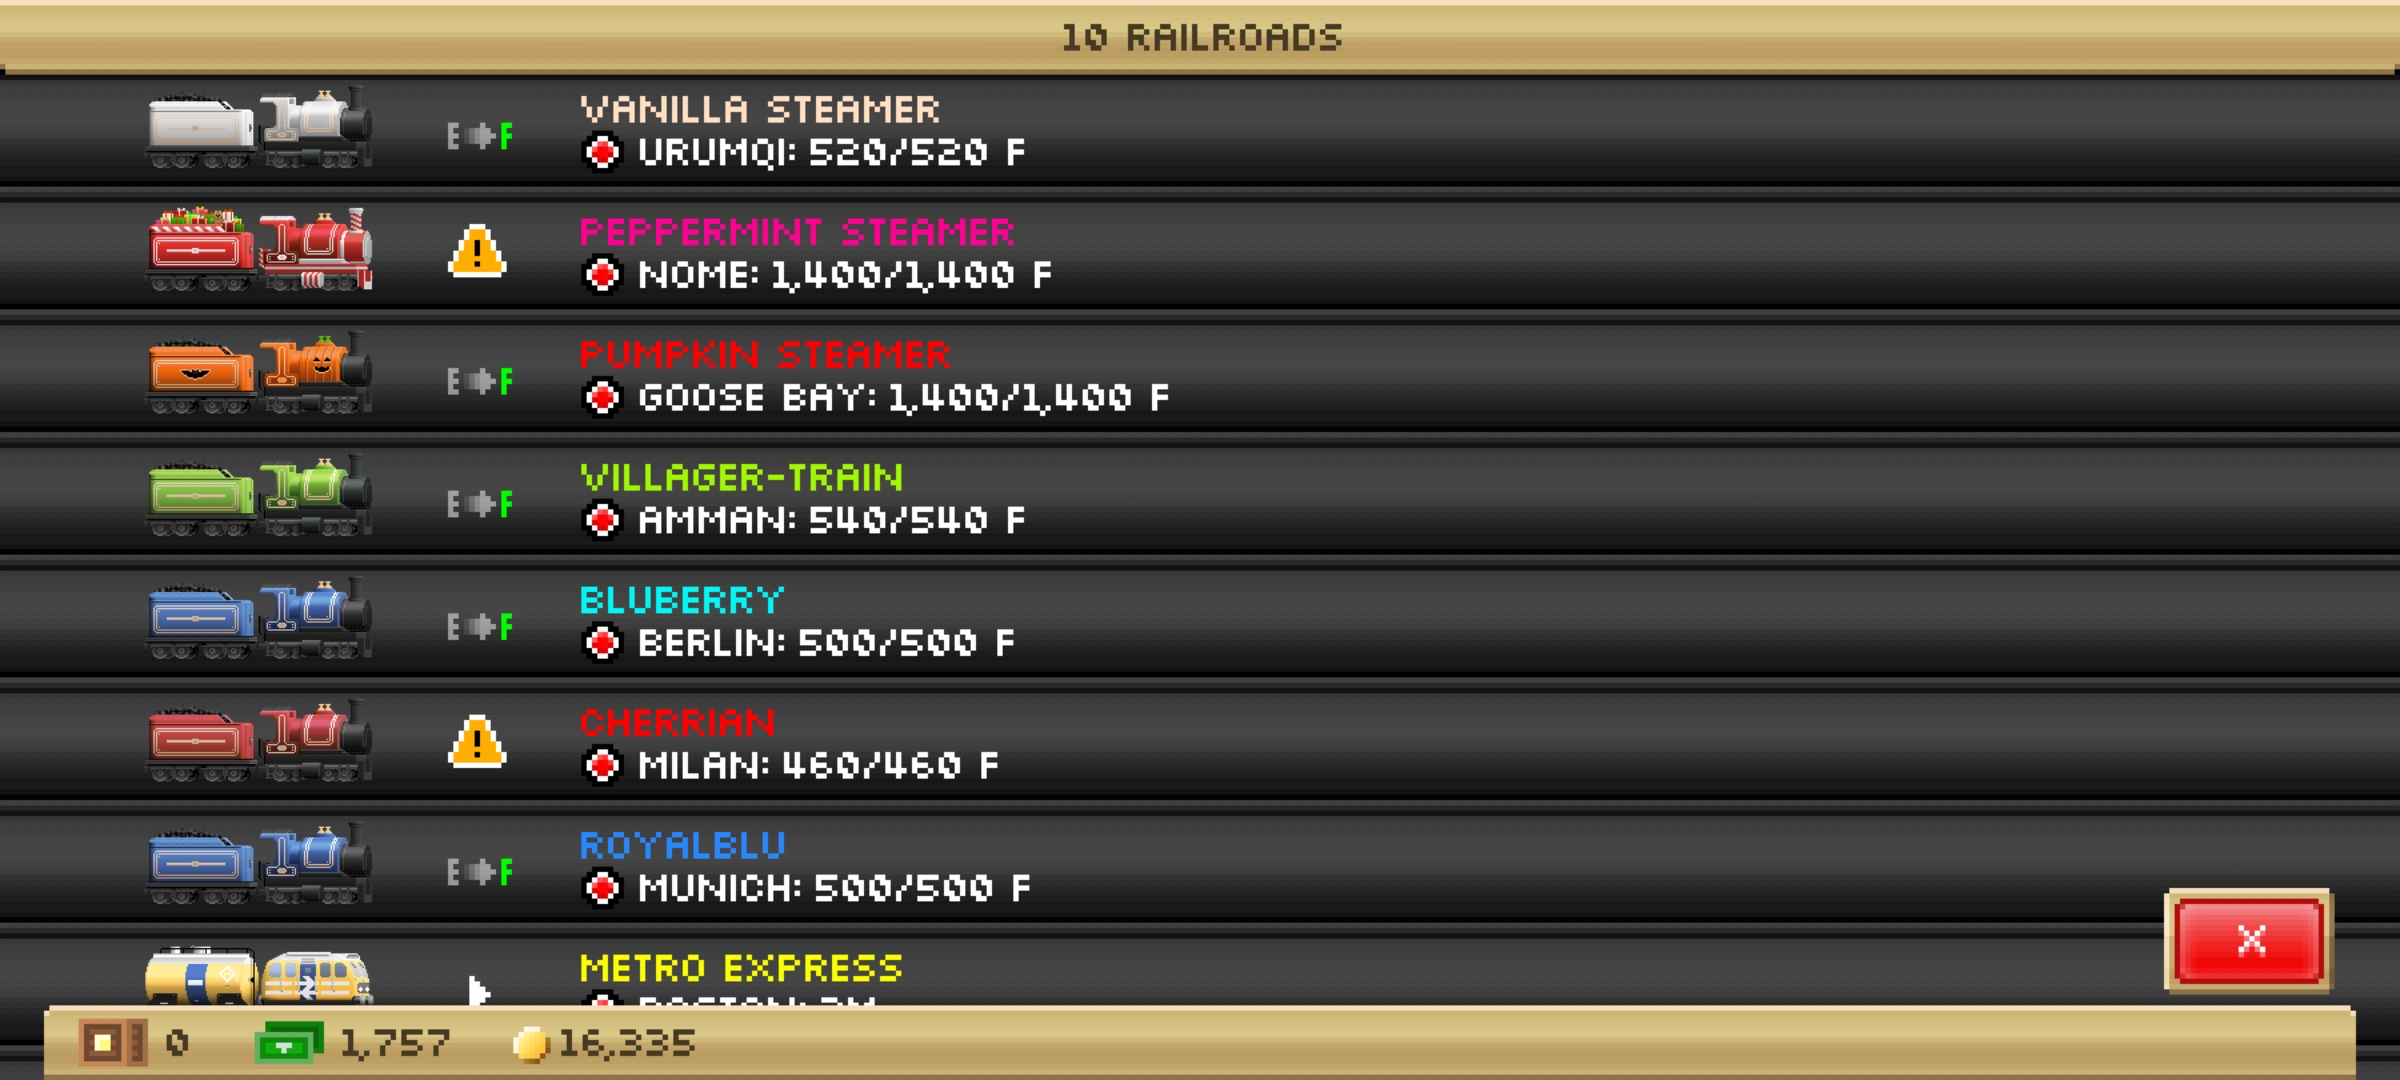 10 RAILROADS
E F
VANILLA STEAMER
URUMQI: 520/520 F
!
PEPPERMINT STEAMER
NOME: 1,400/1,400 F
E F
PUMPKIN STEAMER
GOOSE BAY: 1,400/1,400 F
E F
VILLAGER-TRAIN
AMMAN: 540/540 F
E F
BLUBERRY
BERLIN: 500/500 F
!
CHERRIAN
MILAN: 460/460 F
E F
ROYALBLU
MUNICH: 500/500 F
METRO EXPRESS
X
0 1,757 16,335